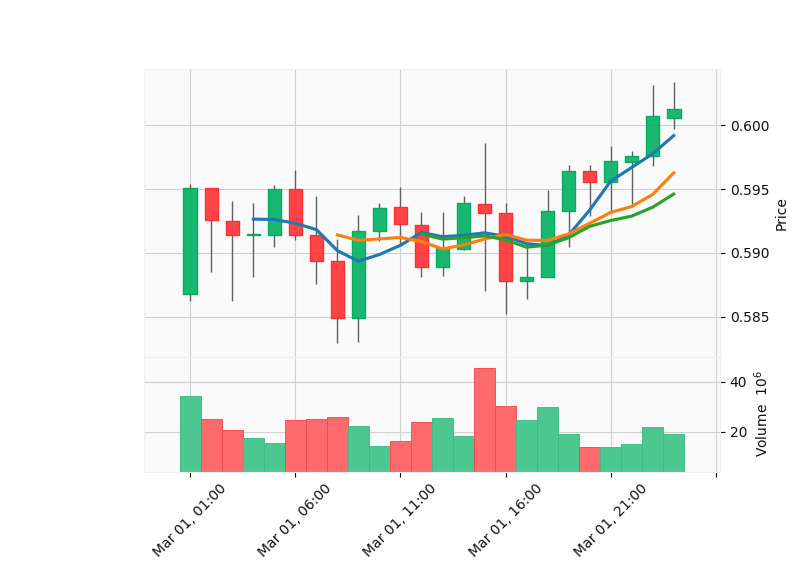 0.600
0.595
0.590
0.585
Price
40
20
Volume 10^6
Mar 01, 01:00
Mar 01, 06:00
Mar 01, 11:00
Mar 01, 16:00
Mar 01, 21:00